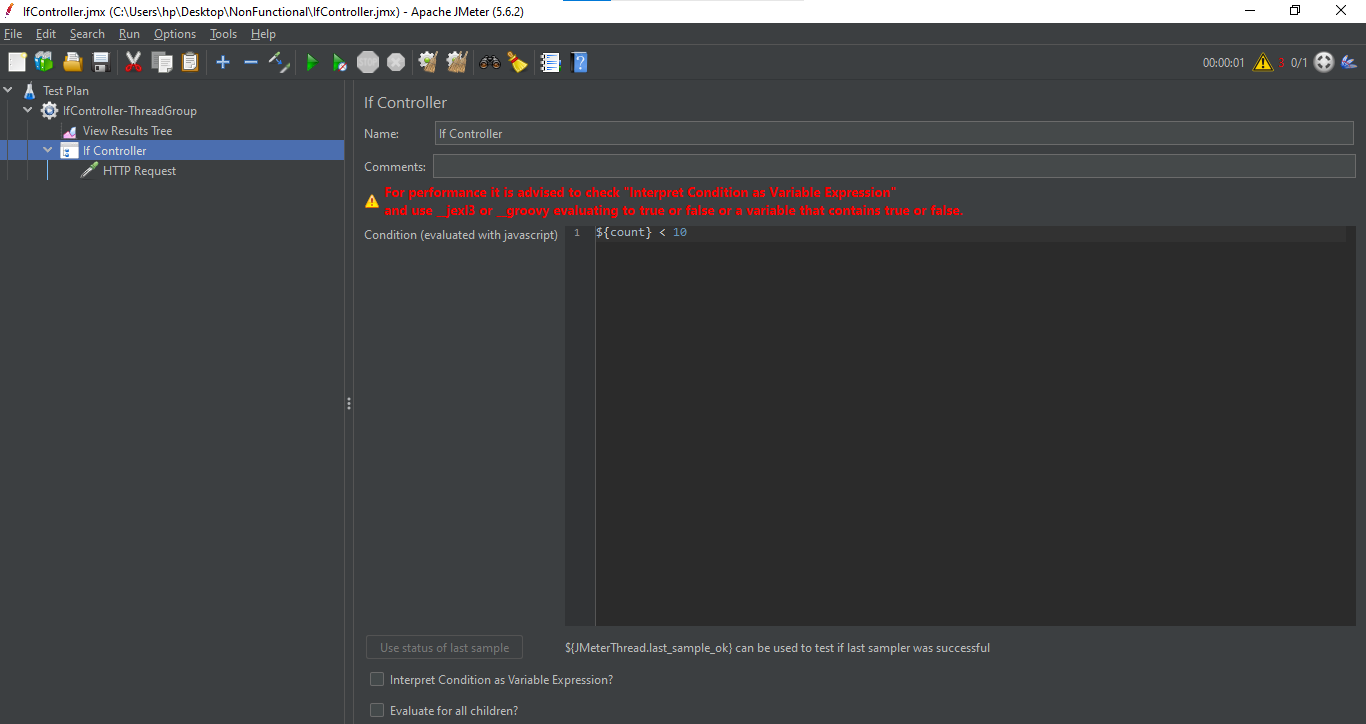 IfController.jmx (C:\Users\hp\Desktop\NonFunctional\IfController.jmx) - Apache JMeter (5.6.2)
File Edit Search Run Options Tools Help
STOP 00:00:01 3 0/1
Test Plan
IfController-ThreadGroup
View Results Tree
If Controller
HTTP Request
If Controller
Name: If Controller
Comments:
For performance it is advised to check "Interpret Condition as Variable Expression"
and use __jexl3 or __groovy evaluating to true or false or a variable that contains true or false.
Condition (evaluated with javascript) 1 ${count} < 10
Use status of last sample ${JMeterThread.last_sample_ok} can be used to test if last sampler was successful
Interpret Condition as Variable Expression?
Evaluate for all children?